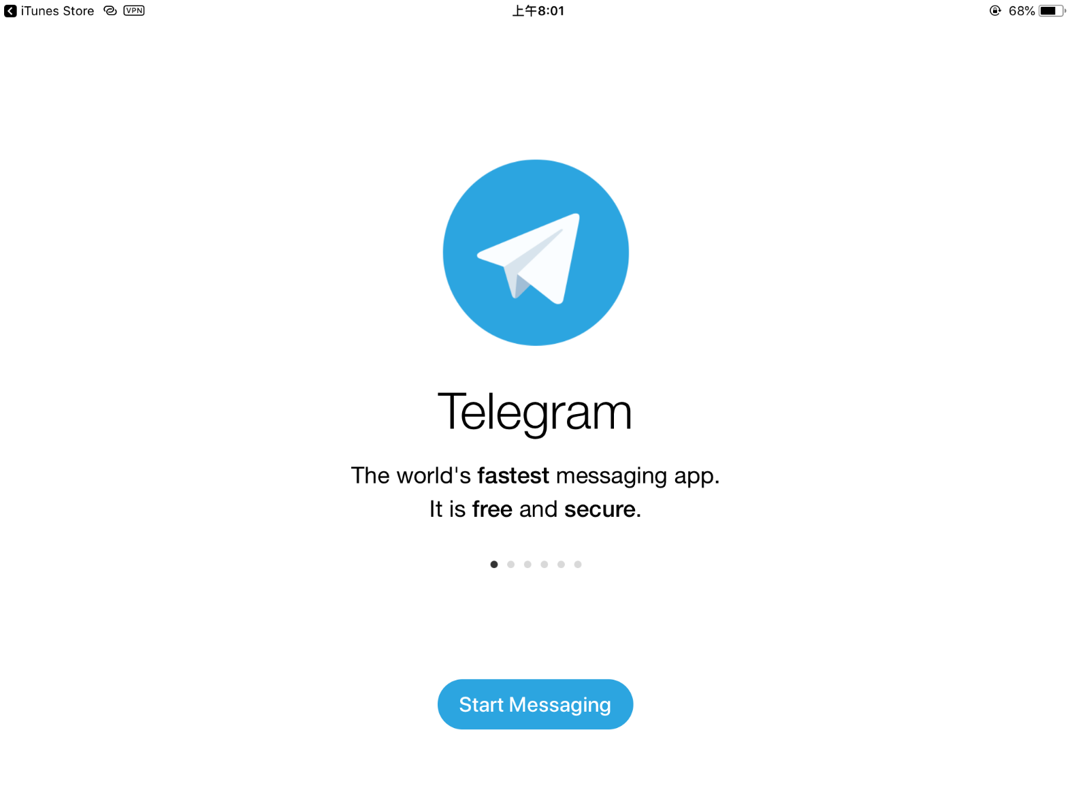 iTunes Store VPN 上午8:01 68%
Telegram
The world's fastest messaging app.
It is free and secure.
Start Messaging